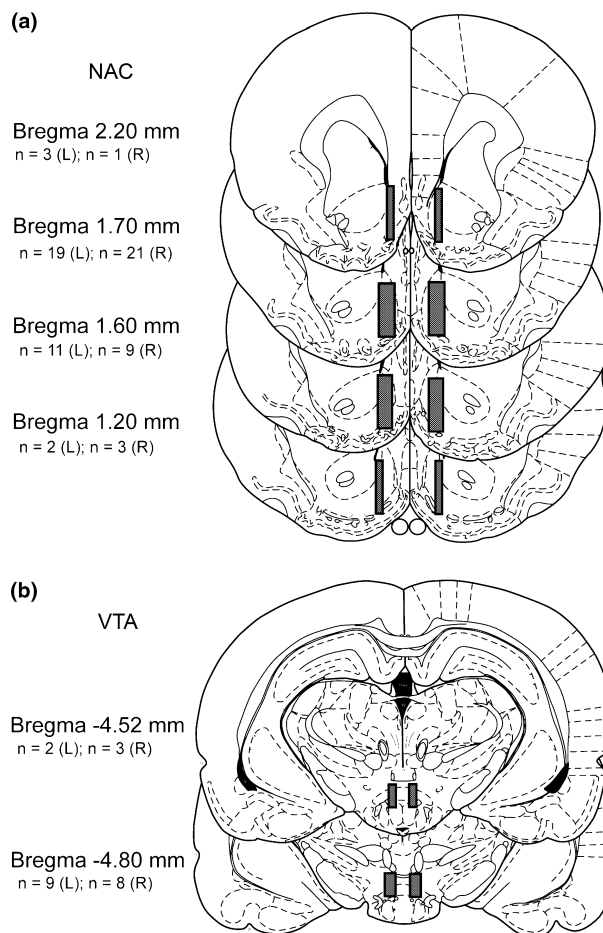 (a)
NAC
Bregma 2.20 mm
n = 3 (L); n = 1 (R)
Bregma 1.70 mm
n = 19 (L); n = 21 (R)
Bregma 1.60 mm
n = 11 (L); n = 9 (R)
Bregma 1.20 mm
n = 2 (L); n = 3 (R)
(b)
VTA
Bregma -4.52 mm
n = 2 (L); n = 3 (R)
Bregma -4.80 mm
n = 9 (L); n = 8 (R)